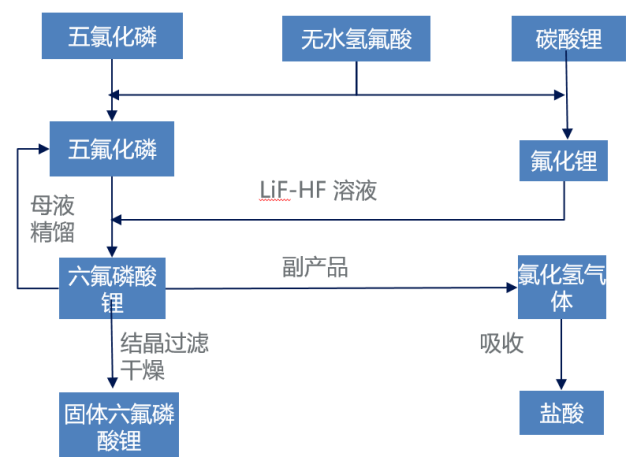 五氯化磷
无水氢氟酸
碳酸锂
五氟化磷
氟化锂
LiF-HF 溶液
母液
精馏
六氟磷酸
锂
副产品
氯化氢气
体
结晶过滤
干燥
吸收
固体六氟磷
酸锂
盐酸